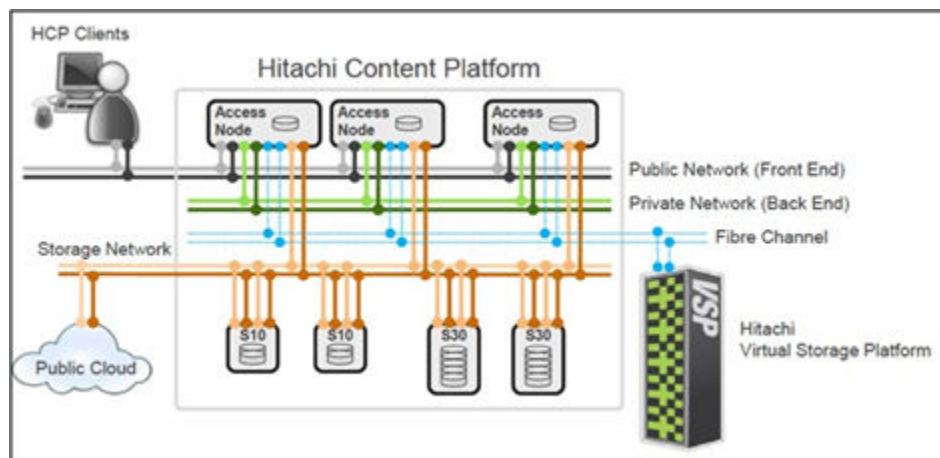 HCP Clients
Hitachi Content Platform
Access
Node
Access
Node
Access
Node
Public Network (Front End)
Private Network (Back End)
Fibre Channel
Storage Network
S10
S10
S30
S30
Public Cloud
VSP
Hitachi
Virtual Storage Platform